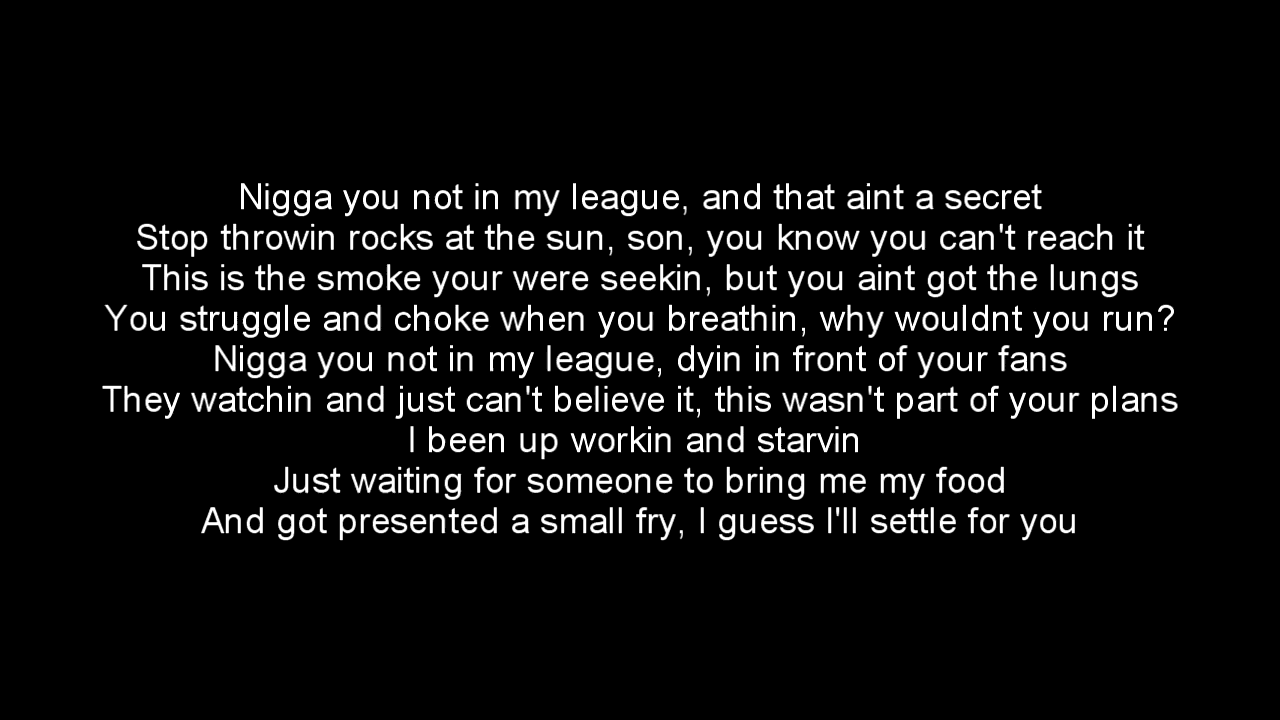 Nigga you not in my league, and that aint a secret
Stop throwin rocks at the sun, son, you know you can't reach it
This is the smoke your were seekin, but you aint got the lungs
You struggle and choke when you breathin, why wouldnt you run?
Nigga you not in my league, dyin in front of your fans
They watchin and just can't believe it, this wasn't part of your plans
I been up workin and starvin
Just waiting for someone to bring me my food
And got presented a small fry, I guess I'll settle for you